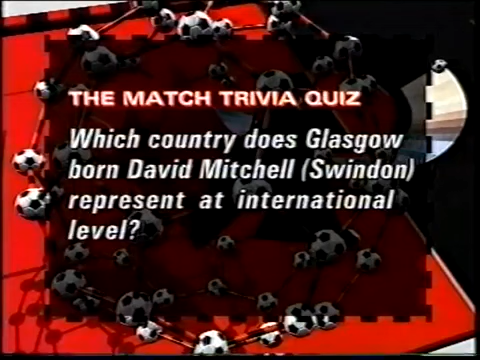 THE MATCH TRIVIA QUIZ
Which country does Glasgow
born David Mitchell (Swindon)
represent at international
level?